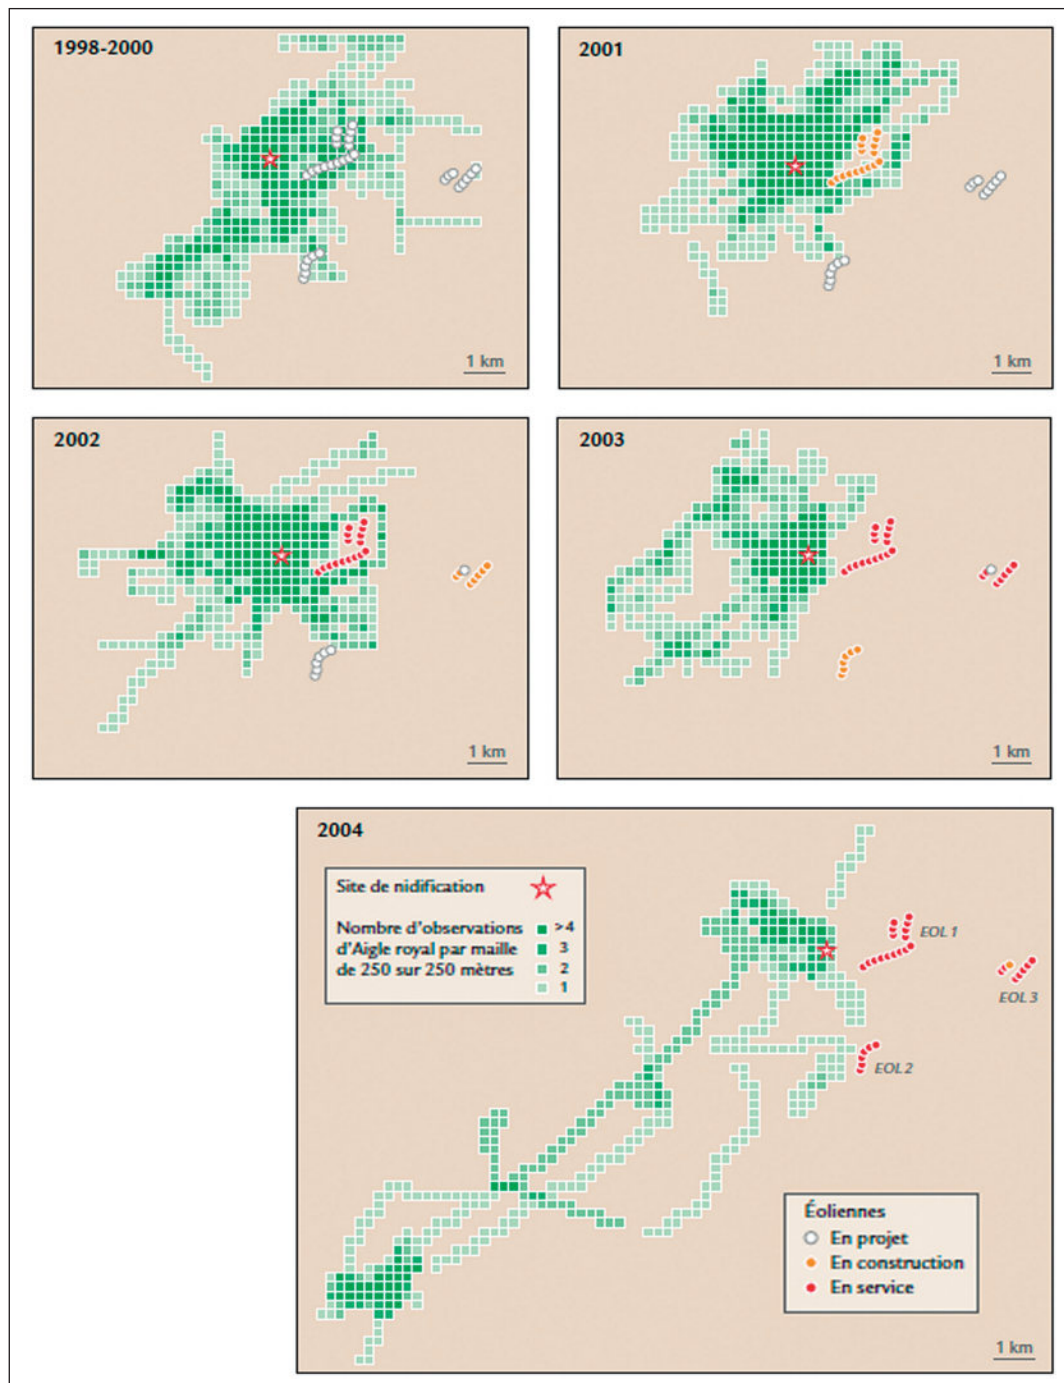 1998-2000
1 km
2001
1 km
2002
1 km
2003
1 km
2004
Site de nidification
Nombre d'observations
d'Aigle royal par maille
de 250 sur 250 mètres
>4
3
2
1
EOL 1
EOL 3
EOL 2
Éoliennes
En projet
En construction
En service
1 km